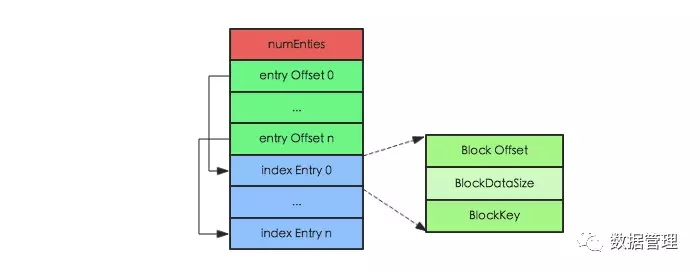 numEnties
entry Offset 0
...
entry Offset n
index Entry 0
...
index Entry n
Block Offset
BlockDataSize
BlockKey
数据管理